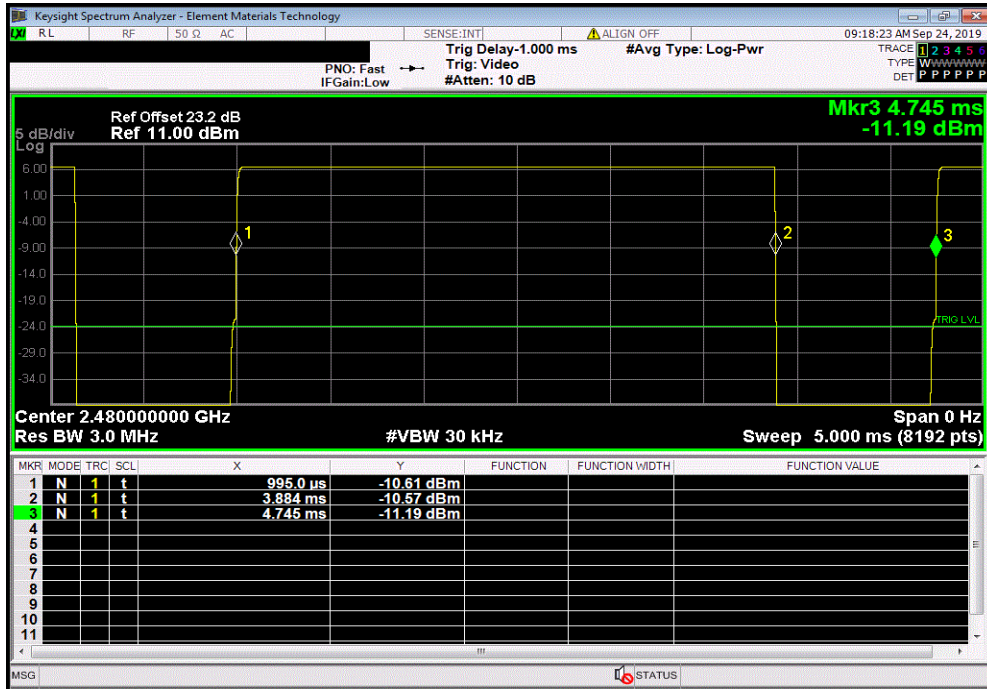 Keysight Spectrum Analyzer - Element Materials Technology
LXI RL RF 50 Ω AC SENSE:INT ALIGN OFF 09:18:23 AM Sep 24, 2019
Trig Delay-1.000 ms #Avg Type: Log-Pwr TRACE 1 2 3 4 5 6
PNO: Fast Trig: Video TYPE WWWWWW
IFGain:Low #Atten: 10 dB DET P P P P P P
Mkr3 4.745 ms
-11.19 dBm
Ref Offset 23.2 dB
5 dB/div Ref 11.00 dBm
Log
6.00
1.00
-4.00
1
2
3
-9.00
-14.0
-19.0
-24.0
TRIG LVL
-29.0
-34.0
Center 2.480000000 GHz Span 0 Hz
Res BW 3.0 MHz #VBW 30 kHz Sweep 5.000 ms (8192 pts)
MKR MODE TRC SCL X Y FUNCTION FUNCTION WIDTH FUNCTION VALUE
1 N 1 t 995.0 µs -10.61 dBm
2 N 1 t 3.884 ms -10.57 dBm
3 N 1 t 4.745 ms -11.19 dBm
4
5
6
7
8
9
10
11
MSG STATUS